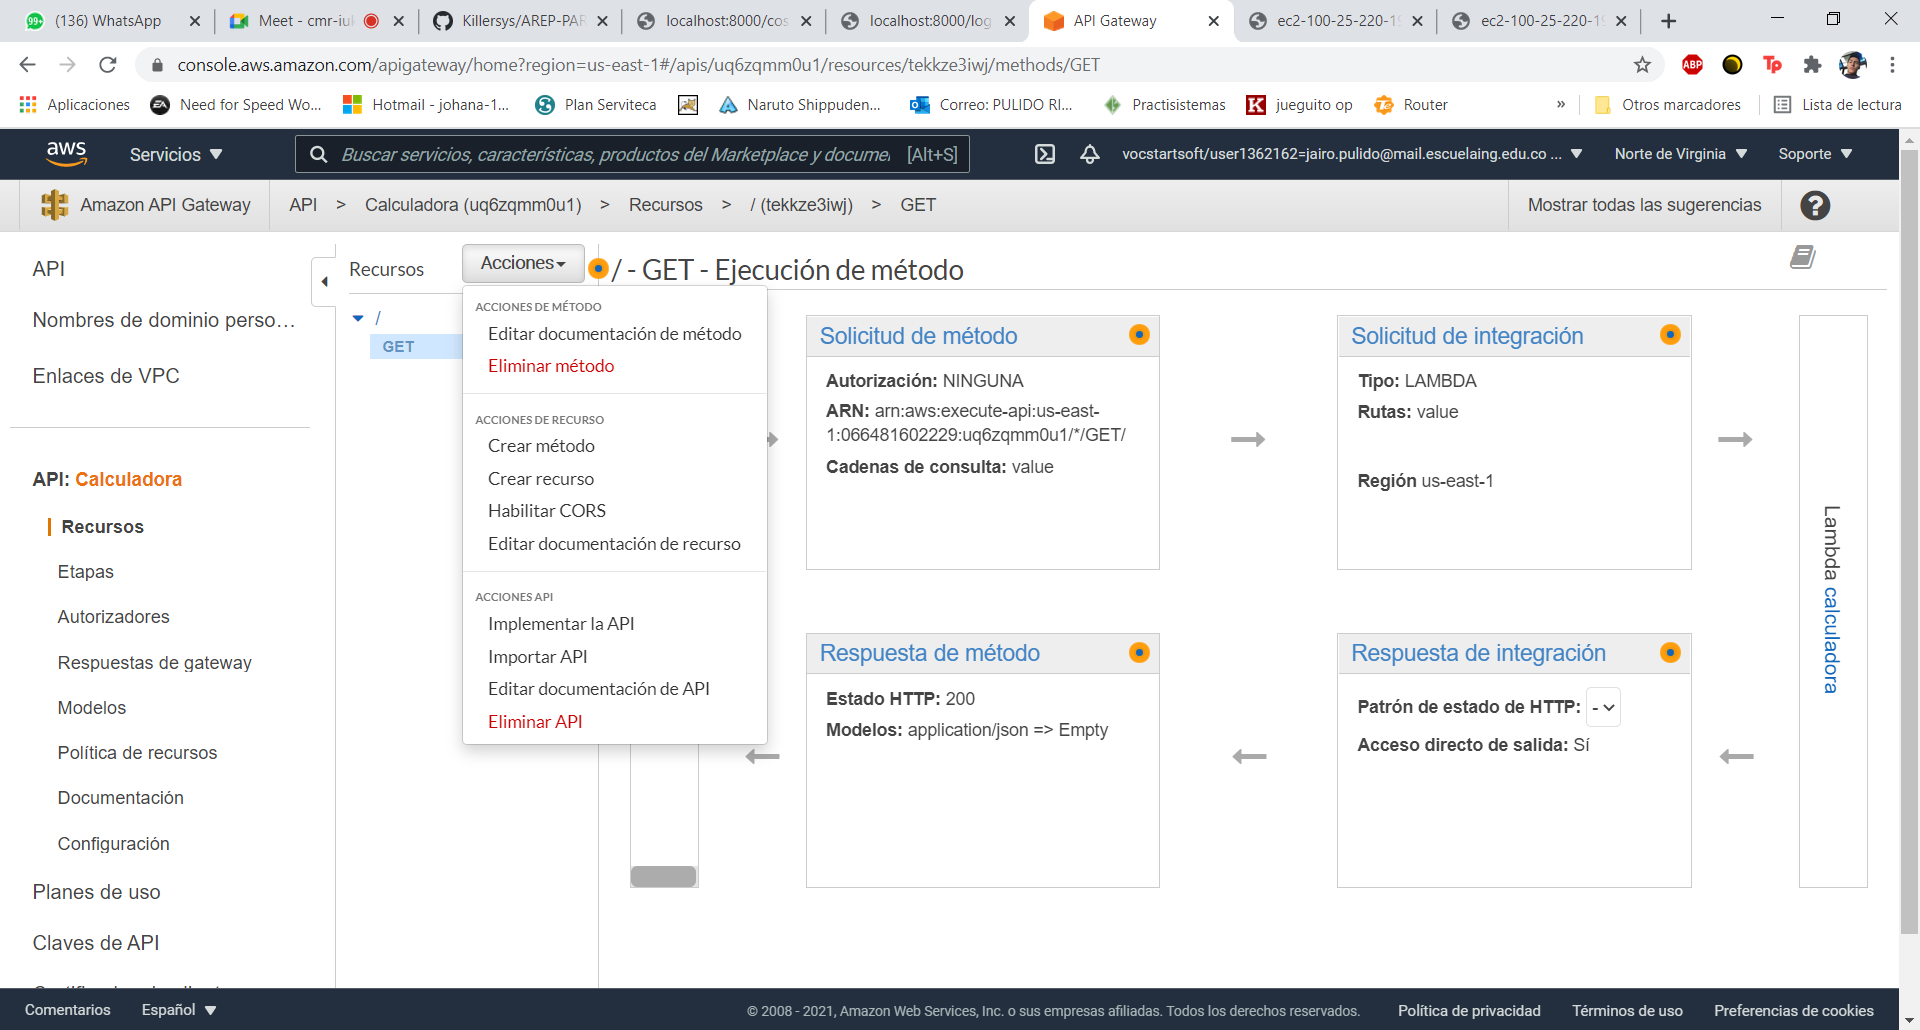 (136) WhatsApp
Meet - cmr-iul
Killersys/AREP-PAR
localhost:8000/cos
localhost:8000/log
API Gateway
ec2-100-25-220-19
ec2-100-25-220-19
console.aws.amazon.com/apigateway/home?region=us-east-1#/apis/uq6zqmm0u1/resources/tekkze3iwj/methods/GET
ABP
Tp
Aplicaciones
EA
Need for Speed Wo...
Hotmail - johana-1...
Plan Serviteca
Naruto Shippuden...
Correo: PULIDO RI...
Practisistemas
K
jueguito op
Router
»
Otros marcadores
Lista de lectura
aws
Servicios
Buscar servicios, características, productos del Marketplace y documen
[Alt+S]
vocstartsoft/user1362162=jairo.pulido@mail.escuelaing.edu.co ...
Norte de Virginia
Soporte
Amazon API Gateway
API > Calculadora (uq6zqmm0u1) > Recursos > / (tekkze3iwj) > GET
Mostrar todas las sugerencias
?
API
Nombres de dominio perso...
Enlaces de VPC
API: Calculadora
Recursos
Etapas
Autorizadores
Respuestas de gateway
Modelos
Política de recursos
Documentación
Configuración
Planes de uso
Claves de API
Recursos
Acciones
/
GET
ACCIONES DE MÉTODO
Editar documentación de método
Eliminar método
ACCIONES DE RECURSO
Crear método
Crear recurso
Habilitar CORS
Editar documentación de recurso
ACCIONES API
Implementar la API
Importar API
Editar documentación de API
Eliminar API
/ - GET - Ejecución de método
Solicitud de método
Autorización: NINGUNA
ARN: arn:aws:execute-api:us-east-
1:066481602229:uq6zqmm0u1/*/GET/
Cadenas de consulta: value
Solicitud de integración
Tipo: LAMBDA
Rutas: value
Región us-east-1
Respuesta de método
Estado HTTP: 200
Modelos: application/json => Empty
Respuesta de integración
Patrón de estado de HTTP: -
Acceso directo de salida: Sí
Lambda calculadora
Comentarios
Español
© 2008 - 2021, Amazon Web Services, Inc. o sus empresas afiliadas. Todos los derechos reservados.
Política de privacidad
Términos de uso
Preferencias de cookies